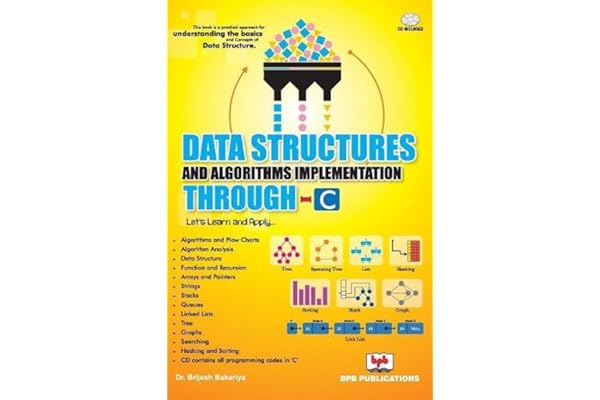 This book is a practical approach for
understanding the basics
and Concepts of
Data Structure.
CD INCLUDED
DATA STRUCTURES
AND ALGORITHMS IMPLEMENTATION
THROUGH-C
Let's Learn and Apply...
• Algorithms and Flow Charts
• Algorithm Analysis
• Data Structure
• Function and Recursion
• Arrays and Pointers
• Strings
• Stacks
• Queues
• Linked Lists
• Tree
• Graphs
• Searching
• Hashing and Sorting
• CD contains all programming codes in 'C'
Tree Spanning Tree List Hashing
Sorting Stack Graph
Link List
Dr. Brijesh Bakariya
bpb
BPB PUBLICATIONS